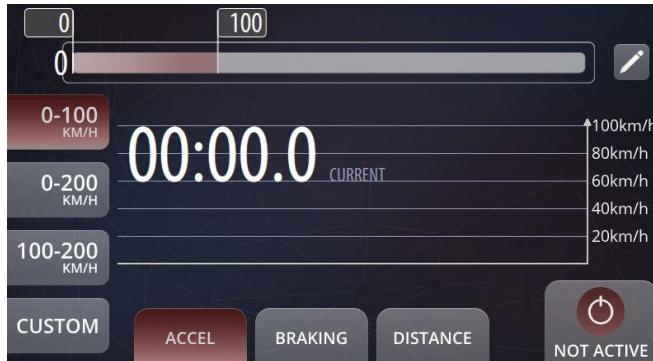 0 100
0
0-100
KM/H
00:00.0 CURRENT
100km/h
80km/h
60km/h
40km/h
20km/h
0-200
KM/H
100-200
KM/H
CUSTOM
ACCEL BRAKING DISTANCE
NOT ACTIVE